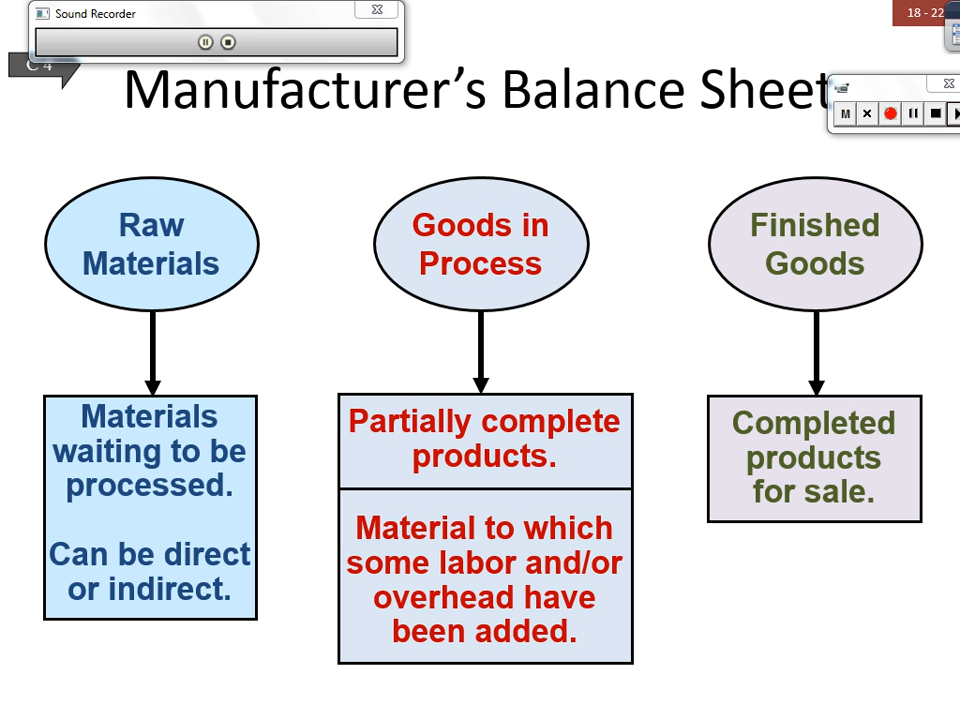 Sound Recorder
18 - 22
C 4
Manufacturer's Balance Sheet
M
Raw
Materials
Goods in
Process
Finished
Goods
Materials
waiting to be
processed.
Can be direct
or indirect.
Partially complete
products.
Material to which
some labor and/or
overhead have
been added.
Completed
products
for sale.